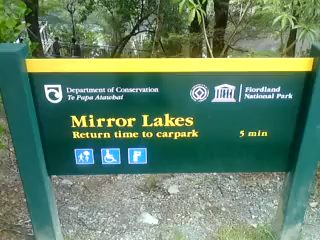 Department of Conservation
Te Papa Atawhai
Fiordland
National Park
Mirror Lakes
Return time to carpark 5 min